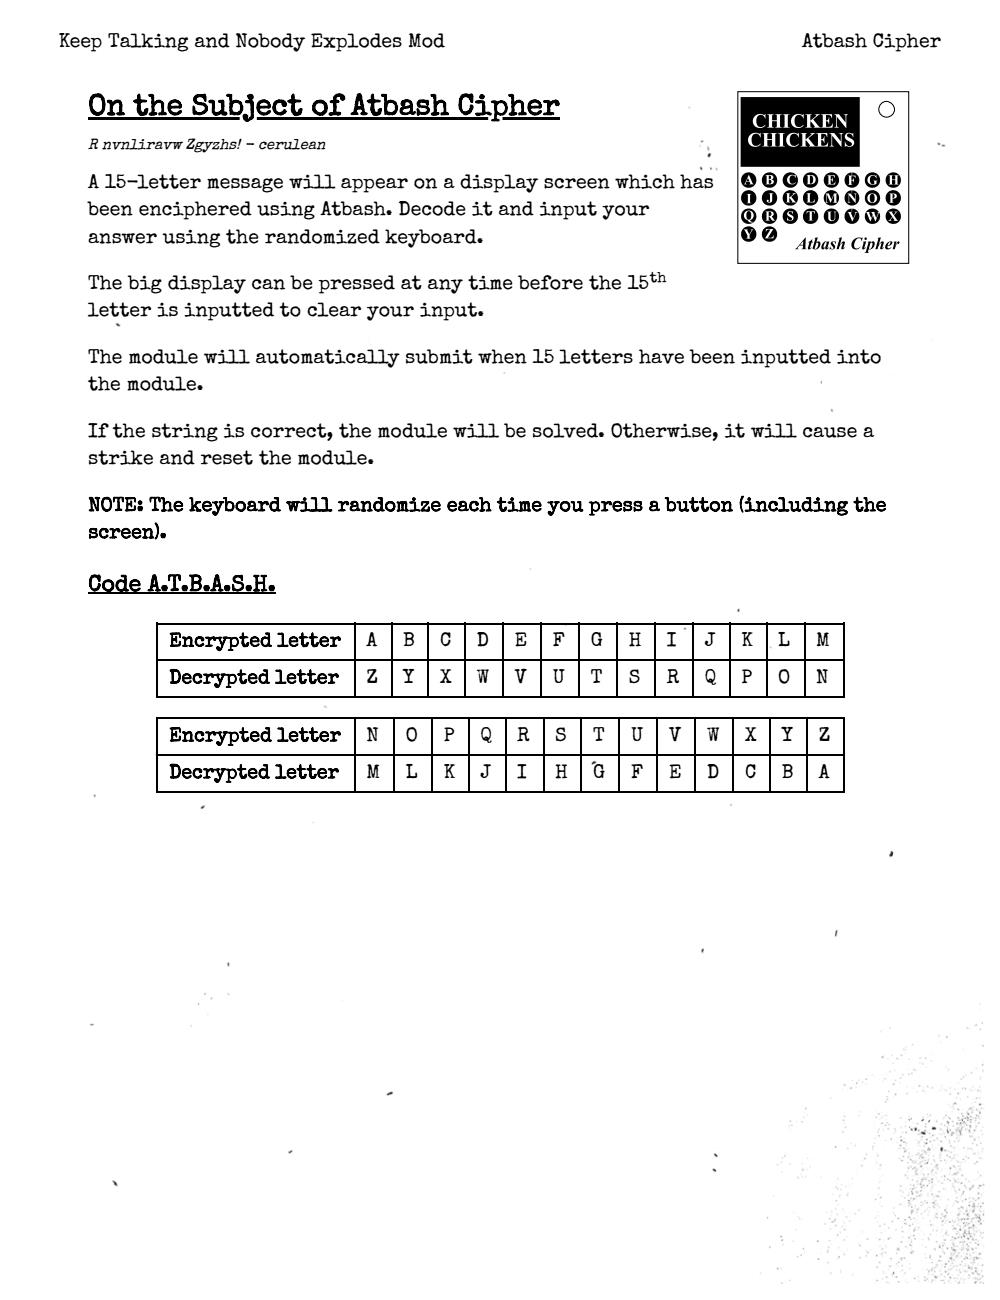 Keep Talking and Nobody Explodes Mod
Atbash Cipher
On the Subject of Atbash Cipher
R nvnliravw Zgyzhs! - cerulean
A 15-letter message will appear on a display screen which has
been enciphered using Atbash. Decode it and input your
answer using the randomized keyboard.
CHICKEN
CHICKENS
A B C D E F G H
I J K L M N O P
Q R S T U V W X
Y Z
Atbash Cipher
The big display can be pressed at any time before the 15th
letter is inputted to clear your input.
The module will automatically submit when 15 letters have been inputted into
the module.
If the string is correct, the module will be solved. Otherwise, it will cause a
strike and reset the module.
NOTE: The keyboard will randomize each time you press a button (including the
screen).
Code A.T.B.A.S.H.
Encrypted letter A B C D E F G H I J K L M
Decrypted letter Z Y X W V U T S R Q P O N
Encrypted letter N O P Q R S T U V W X Y Z
Decrypted letter M L K J I H G F E D C B A